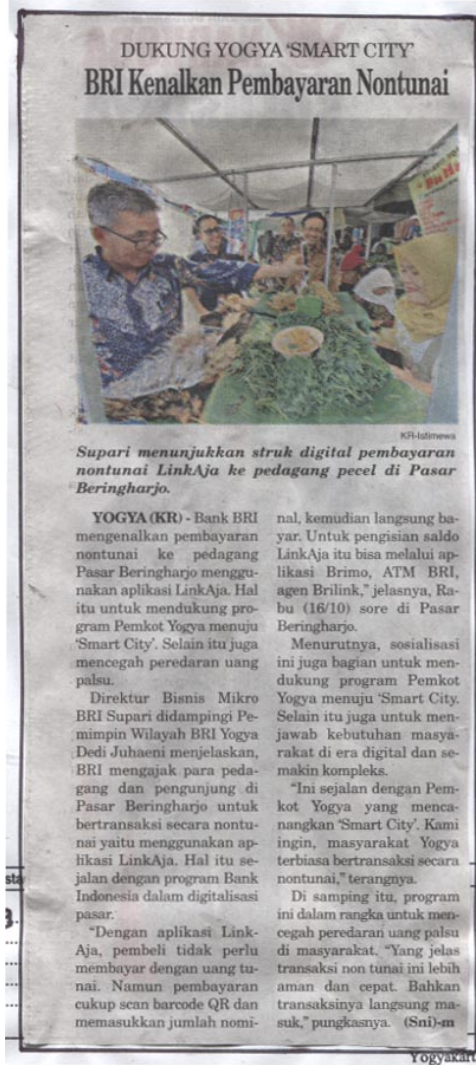 DUKUNG YOGYA 'SMART CITY'
BRI Kenalkan Pembayaran Nontunai
KR-Istimewa
Supari menunjukkan struk digital pembayaran
nontunai LinkAja ke pedagang pecel di Pasar
Beringharjo.
YOGYA (KR) - Bank BRI
mengenalkan pembayaran
nontunai ke pedagang
Pasar Beringharjo menggu-
nakan aplikasi LinkAja. Hal
itu untuk mendukung pro-
gram Pemkot Yogya menuju
'Smart City'. Selain itu juga
mencegah peredaran uang
palsu.
Direktur Bisnis Mikro
BRI Supari didampingi Pe-
mimpin Wilayah BRI Yogya
Dedi Juhaeni menjelaskan,
BRI mengajak para peda-
gang dan pengunjung di
Pasar Beringharjo untuk
bertransaksi secara nontu-
nai yaitu menggunakan ap-
likasi LinkAja. Hal itu se-
jalan dengan program Bank
Indonesia dalam digitalisasi
pasar.
"Dengan aplikasi Link-
Aja, pembeli tidak perlu
membayar dengan uang tu-
nai. Namun pembayaran
cukup scan barcode QR dan
memasukkan jumlah nomi-
nal, kemudian langsung ba-
yar. Untuk pengisian saldo
LinkAja itu bisa melalui ap-
likasi Brimo, ATM BRI,
agen Brilink," jelasnya, Ra-
bu (16/10) sore di Pasar
Beringharjo.
Menurutnya, sosialisasi
ini juga bagian untuk men-
dukung program Pemkot
Yogya menuju 'Smart City.
Selain itu juga untuk men-
jawab kebutuhan masya-
rakat di era digital dan se-
makin kompleks.
"Ini sejalan dengan Pem-
kot Yogya yang menca-
nangkan 'Smart City'. Kami
ingin, masyarakat Yogya
terbiasa bertransaksi secara
nontunai," terangnya.
Di samping itu, program
ini dalam rangka untuk men-
cegah peredaran uang palsu
di masyarakat. "Yang jelas
transaksi non tunai ini lebih
aman dan cepat. Bahkan
transaksinya langsung ma-
suk," pungkasnya. (Sni)-m